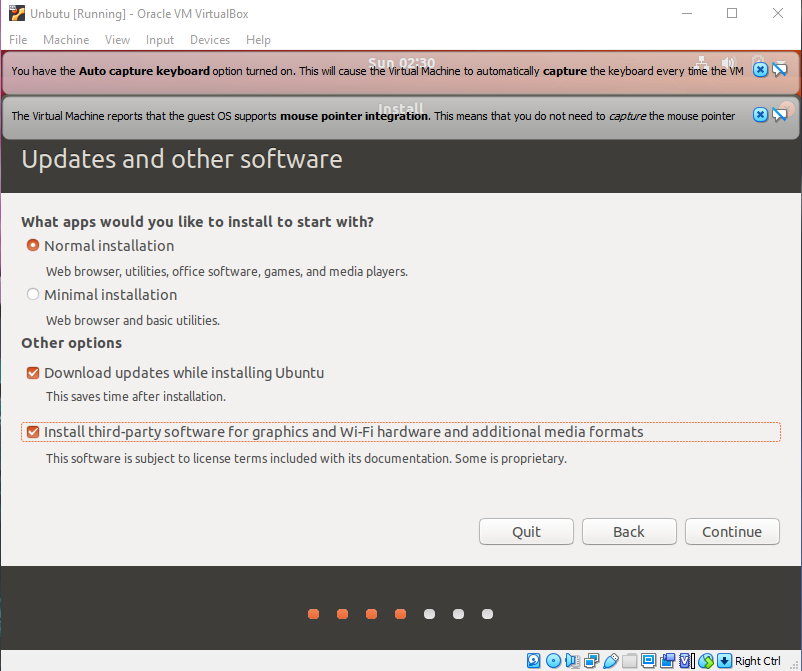 Unbutu [Running] - Oracle VM VirtualBox
File Machine View Input Devices Help
Sun 02:30
You have the Auto capture keyboard option turned on. This will cause the Virtual Machine to automatically capture the keyboard every time the VM
Install
The Virtual Machine reports that the guest OS supports mouse pointer integration. This means that you do not need to capture the mouse pointer
Updates and other software
What apps would you like to install to start with?
Normal installation
Web browser, utilities, office software, games, and media players.
Minimal installation
Web browser and basic utilities.
Other options
Download updates while installing Ubuntu
This saves time after installation.
Install third-party software for graphics and Wi-Fi hardware and additional media formats
This software is subject to license terms included with its documentation. Some is proprietary.
Quit Back Continue
Right Ctrl